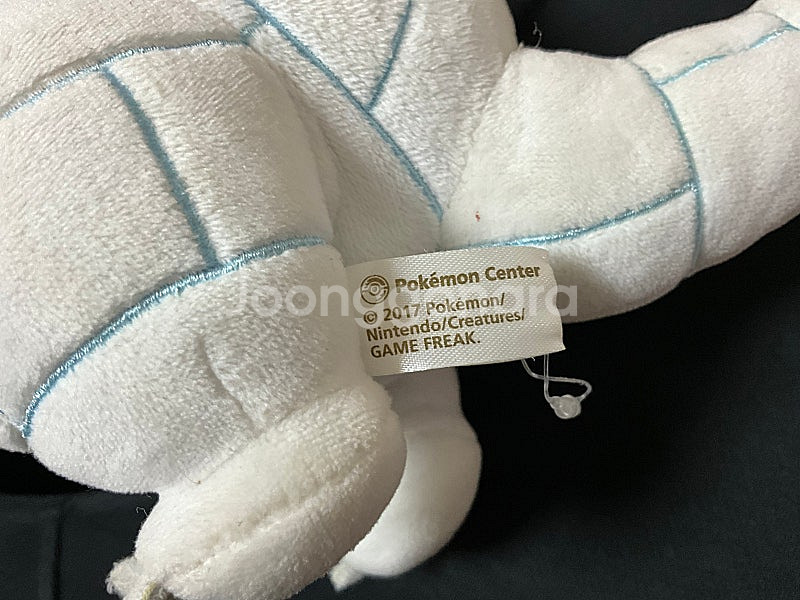 Pokémon Center
© 2017 Pokémon/
Nintendo/Creatures/
GAME FREAK.